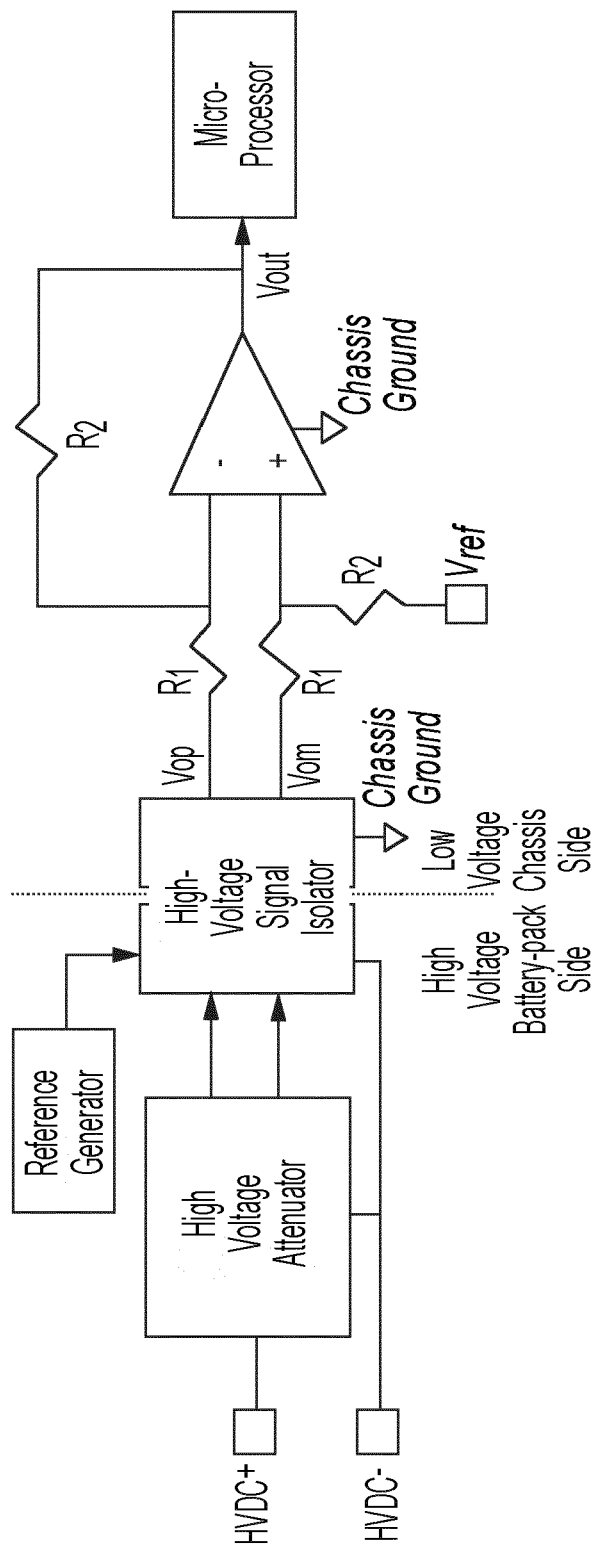 HVDC+
HVDC-
High
Voltage
Attenuator
Reference
Generator
High-
Voltage
Signal
Isolator
High
Voltage
Battery-pack
Side
Low
Voltage
Chassis
Side
Chassis
Ground
Vop
Vom
R1
R1
R2
Vref
R2
-
+
Chassis
Ground
Vout
Micro-
Processor